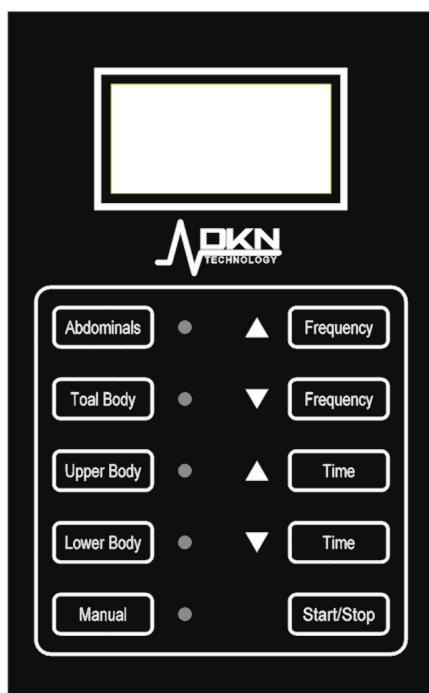 DKN
TECHNOLOGY
Abdominals ▲ Frequency
Toal Body ▼ Frequency
Upper Body ▲ Time
Lower Body ▼ Time
Manual Start/Stop